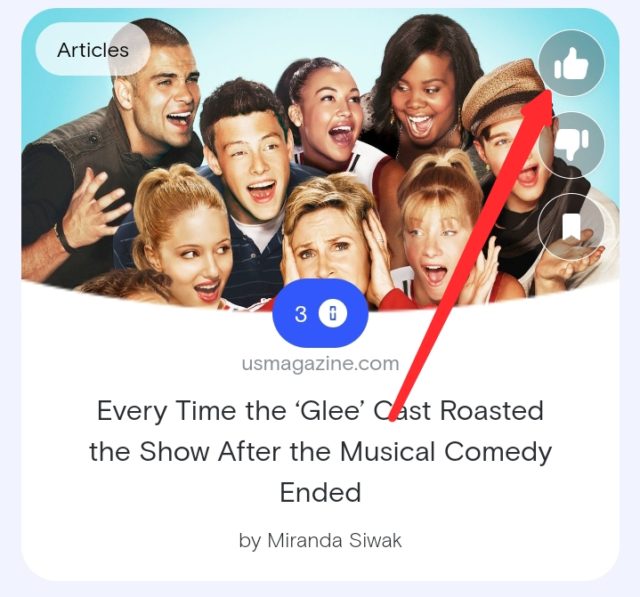 Articles
3
usmagazine.com
Every Time the ‘Glee’ Cast Roasted
the Show After the Musical Comedy
Ended
by Miranda Siwak